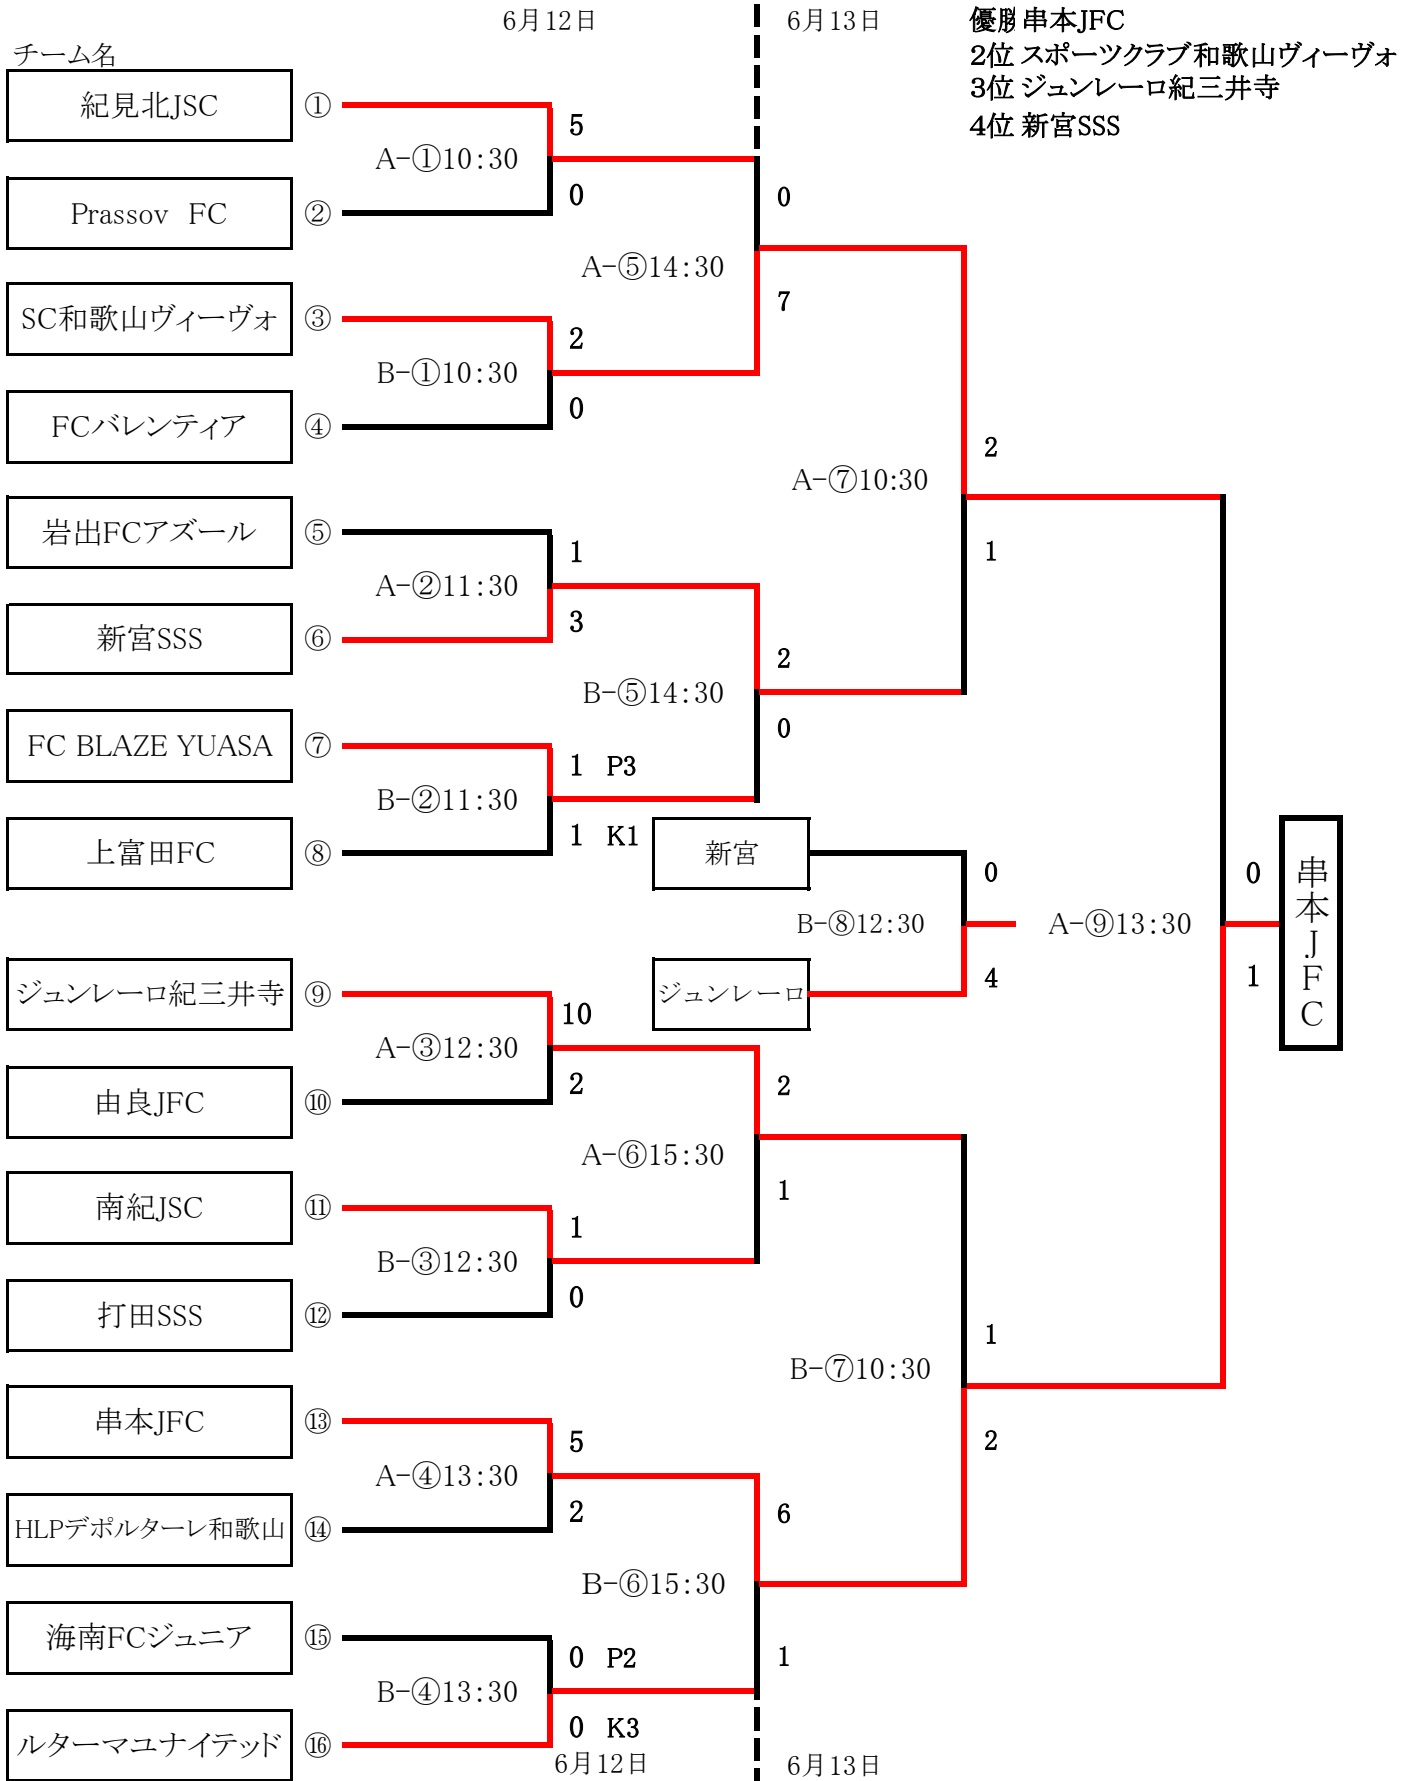 6月12日
6月13日
優勝 串本JFC
2位 スポーツクラブ和歌山ヴィーヴォ
3位 ジュンレーロ紀三井寺
4位 新宮SSS
チーム名
紀見北JSC ①
5
A-①10:30
0
Prassov FC ②
0
A-⑤14:30
7
SC和歌山ヴィーヴォ ③
2
B-①10:30
0
FCバレンティア ④
2
A-⑦10:30
1
岩出FCアズール ⑤
1
A-②11:30
3
新宮SSS ⑥
2
B-⑤14:30
0
FC BLAZE YUASA ⑦
1 P3
B-②11:30
1 K1
上富田FC ⑧
新宮
0
B-⑧12:30
4
ジュンレーロ
A-⑨13:30
0
1
串本JFC
ジュンレーロ紀三井寺 ⑨
10
A-③12:30
2
由良JFC ⑩
2
A-⑥15:30
1
南紀JSC ⑪
1
B-③12:30
0
打田SSS ⑫
1
B-⑦10:30
2
串本JFC ⑬
5
A-④13:30
2
HLPデポルターレ和歌山 ⑭
6
B-⑥15:30
1
海南FCジュニア ⑮
0 P2
B-④13:30
0 K3
ルターマユナイテッド ⑯
6月12日
6月13日